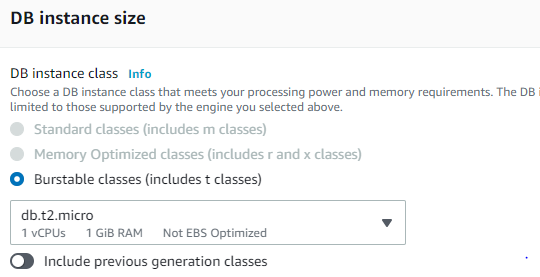 DB instance size
DB instance class Info
Choose a DB instance class that meets your processing power and memory requirements. The DB i
limited to those supported by the engine you selected above.
Standard classes (includes m classes)
Memory Optimized classes (includes r and x classes)
Burstable classes (includes t classes)
db.t2.micro
1 vCPUs 1 GiB RAM Not EBS Optimized
Include previous generation classes